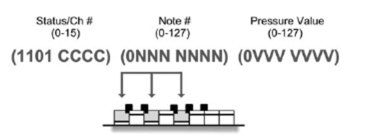 Status/Ch # Note # Pressure Value
(0-15) (0-127) (0-127)
(1101 CCCC) (0NNN NNNN) (0VVV VVVV)